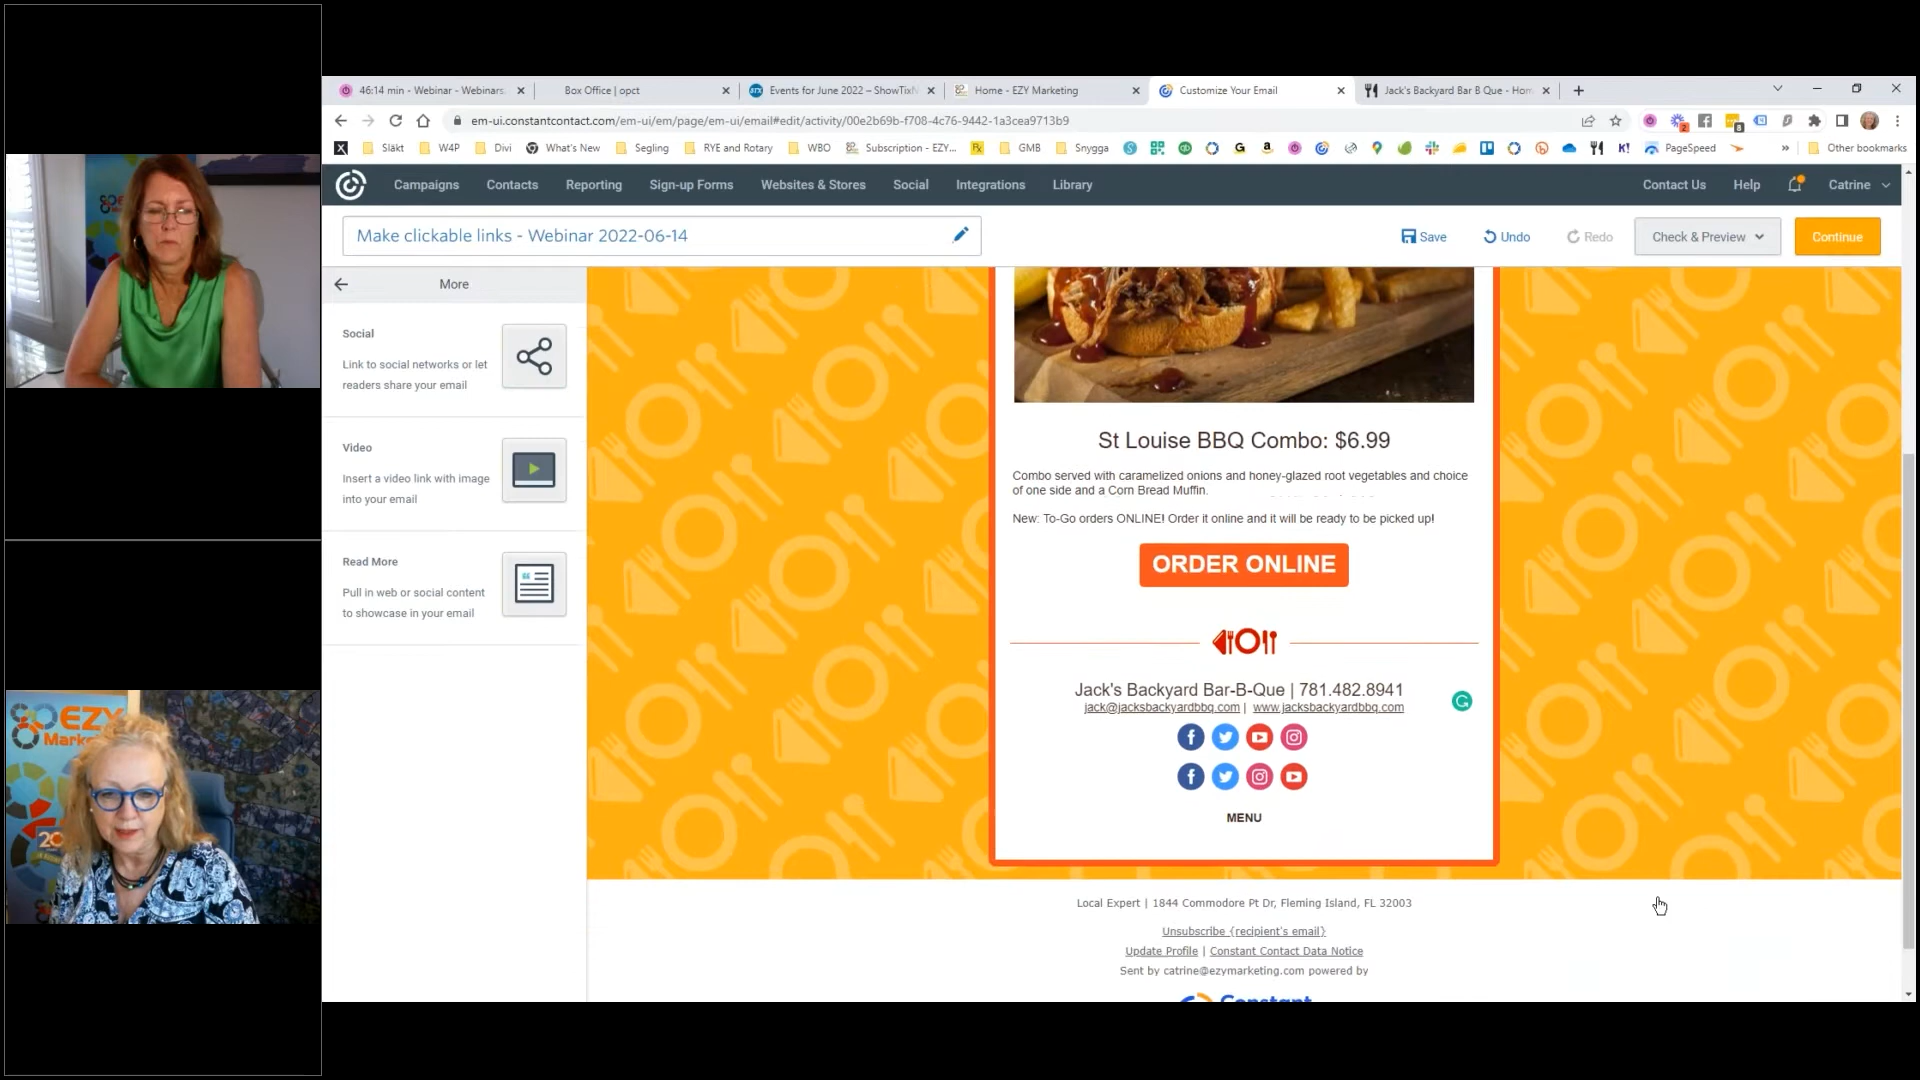 46:14 min - Webinar - Webinars.
Box Office | opct
Events for June 2022 – ShowTixN
Home - EZY Marketing
Customize Your Email
Jack's Backyard Bar B Que - Hom
em-ui.constantcontact.com/em-ui/em/page/em-ui/email#edit/activity/00e2b69b-f708-4c76-9442-1a3cea9713b9
Släkt
W4P
Divi
What's New
Segling
RYE and Rotary
WBO
Subscription - EZY...
GMB
Snygga
PageSpeed
Other bookmarks
Campaigns
Contacts
Reporting
Sign-up Forms
Websites & Stores
Social
Integrations
Library
Contact Us
Help
Catrine
Make clickable links - Webinar 2022-06-14
Save
Undo
Redo
Check & Preview
Continue
More
Social
Link to social networks or let
readers share your email
Video
Insert a video link with image
into your email
Read More
Pull in web or social content
to showcase in your email
St Louise BBQ Combo: $6.99
Combo served with caramelized onions and honey-glazed root vegetables and choice
of one side and a Corn Bread Muffin.
New: To-Go orders ONLINE! Order it online and it will be ready to be picked up!
ORDER ONLINE
Jack's Backyard Bar-B-Que | 781.482.8941
jack@jacksbackyardbbq.com | www.jacksbackyardbbq.com
MENU
Local Expert | 1844 Commodore Pt Dr, Fleming Island, FL 32003
Unsubscribe {recipient's email}
Update Profile | Constant Contact Data Notice
Sent by catrine@ezymarketing.com powered by
Constant
EZY
Mark
20